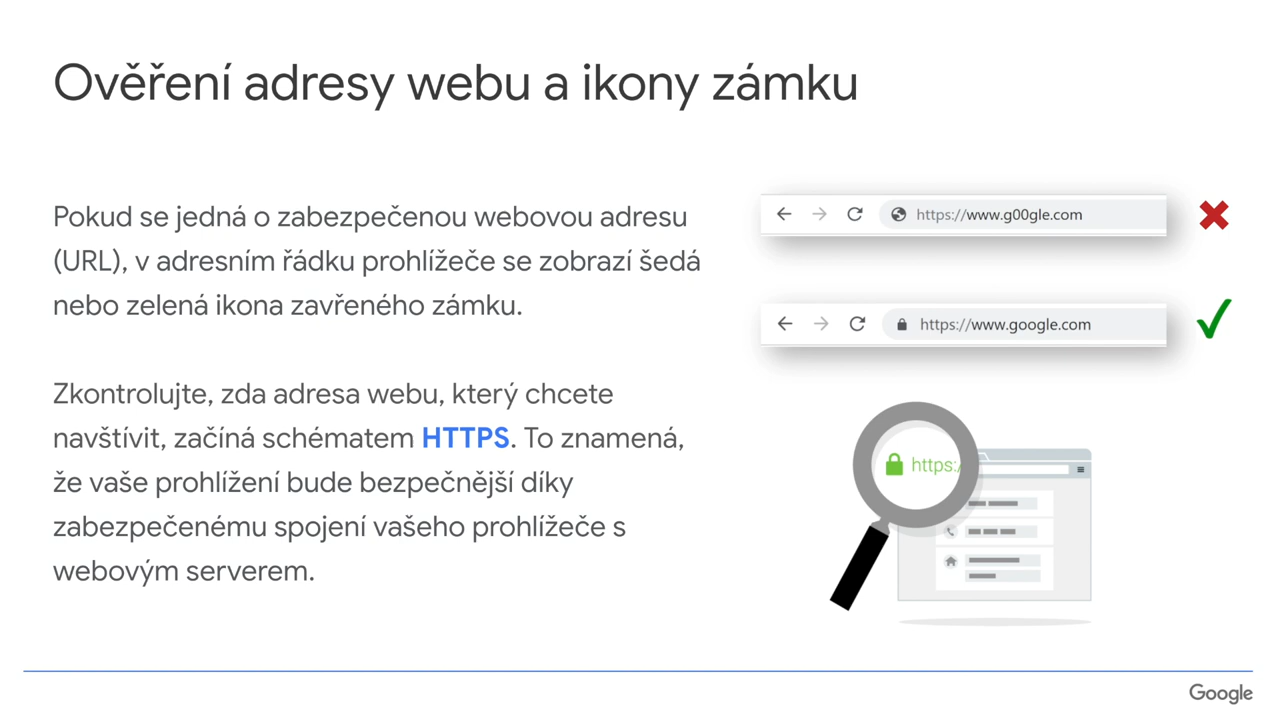 Ověření adresy webu a ikony zámku
Pokud se jedná o zabezpečenou webovou adresu
(URL), v adresním řádku prohlížeče se zobrazí šedá
nebo zelená ikona zavřeného zámku.
Zkontrolujte, zda adresa webu, který chcete
navštívit, začíná schématem HTTPS. To znamená,
že vaše prohlížení bude bezpečnější díky
zabezpečenému spojení vašeho prohlížeče s
webovým serverem.
https://www.g00gle.com
https://www.google.com
https:/
Google